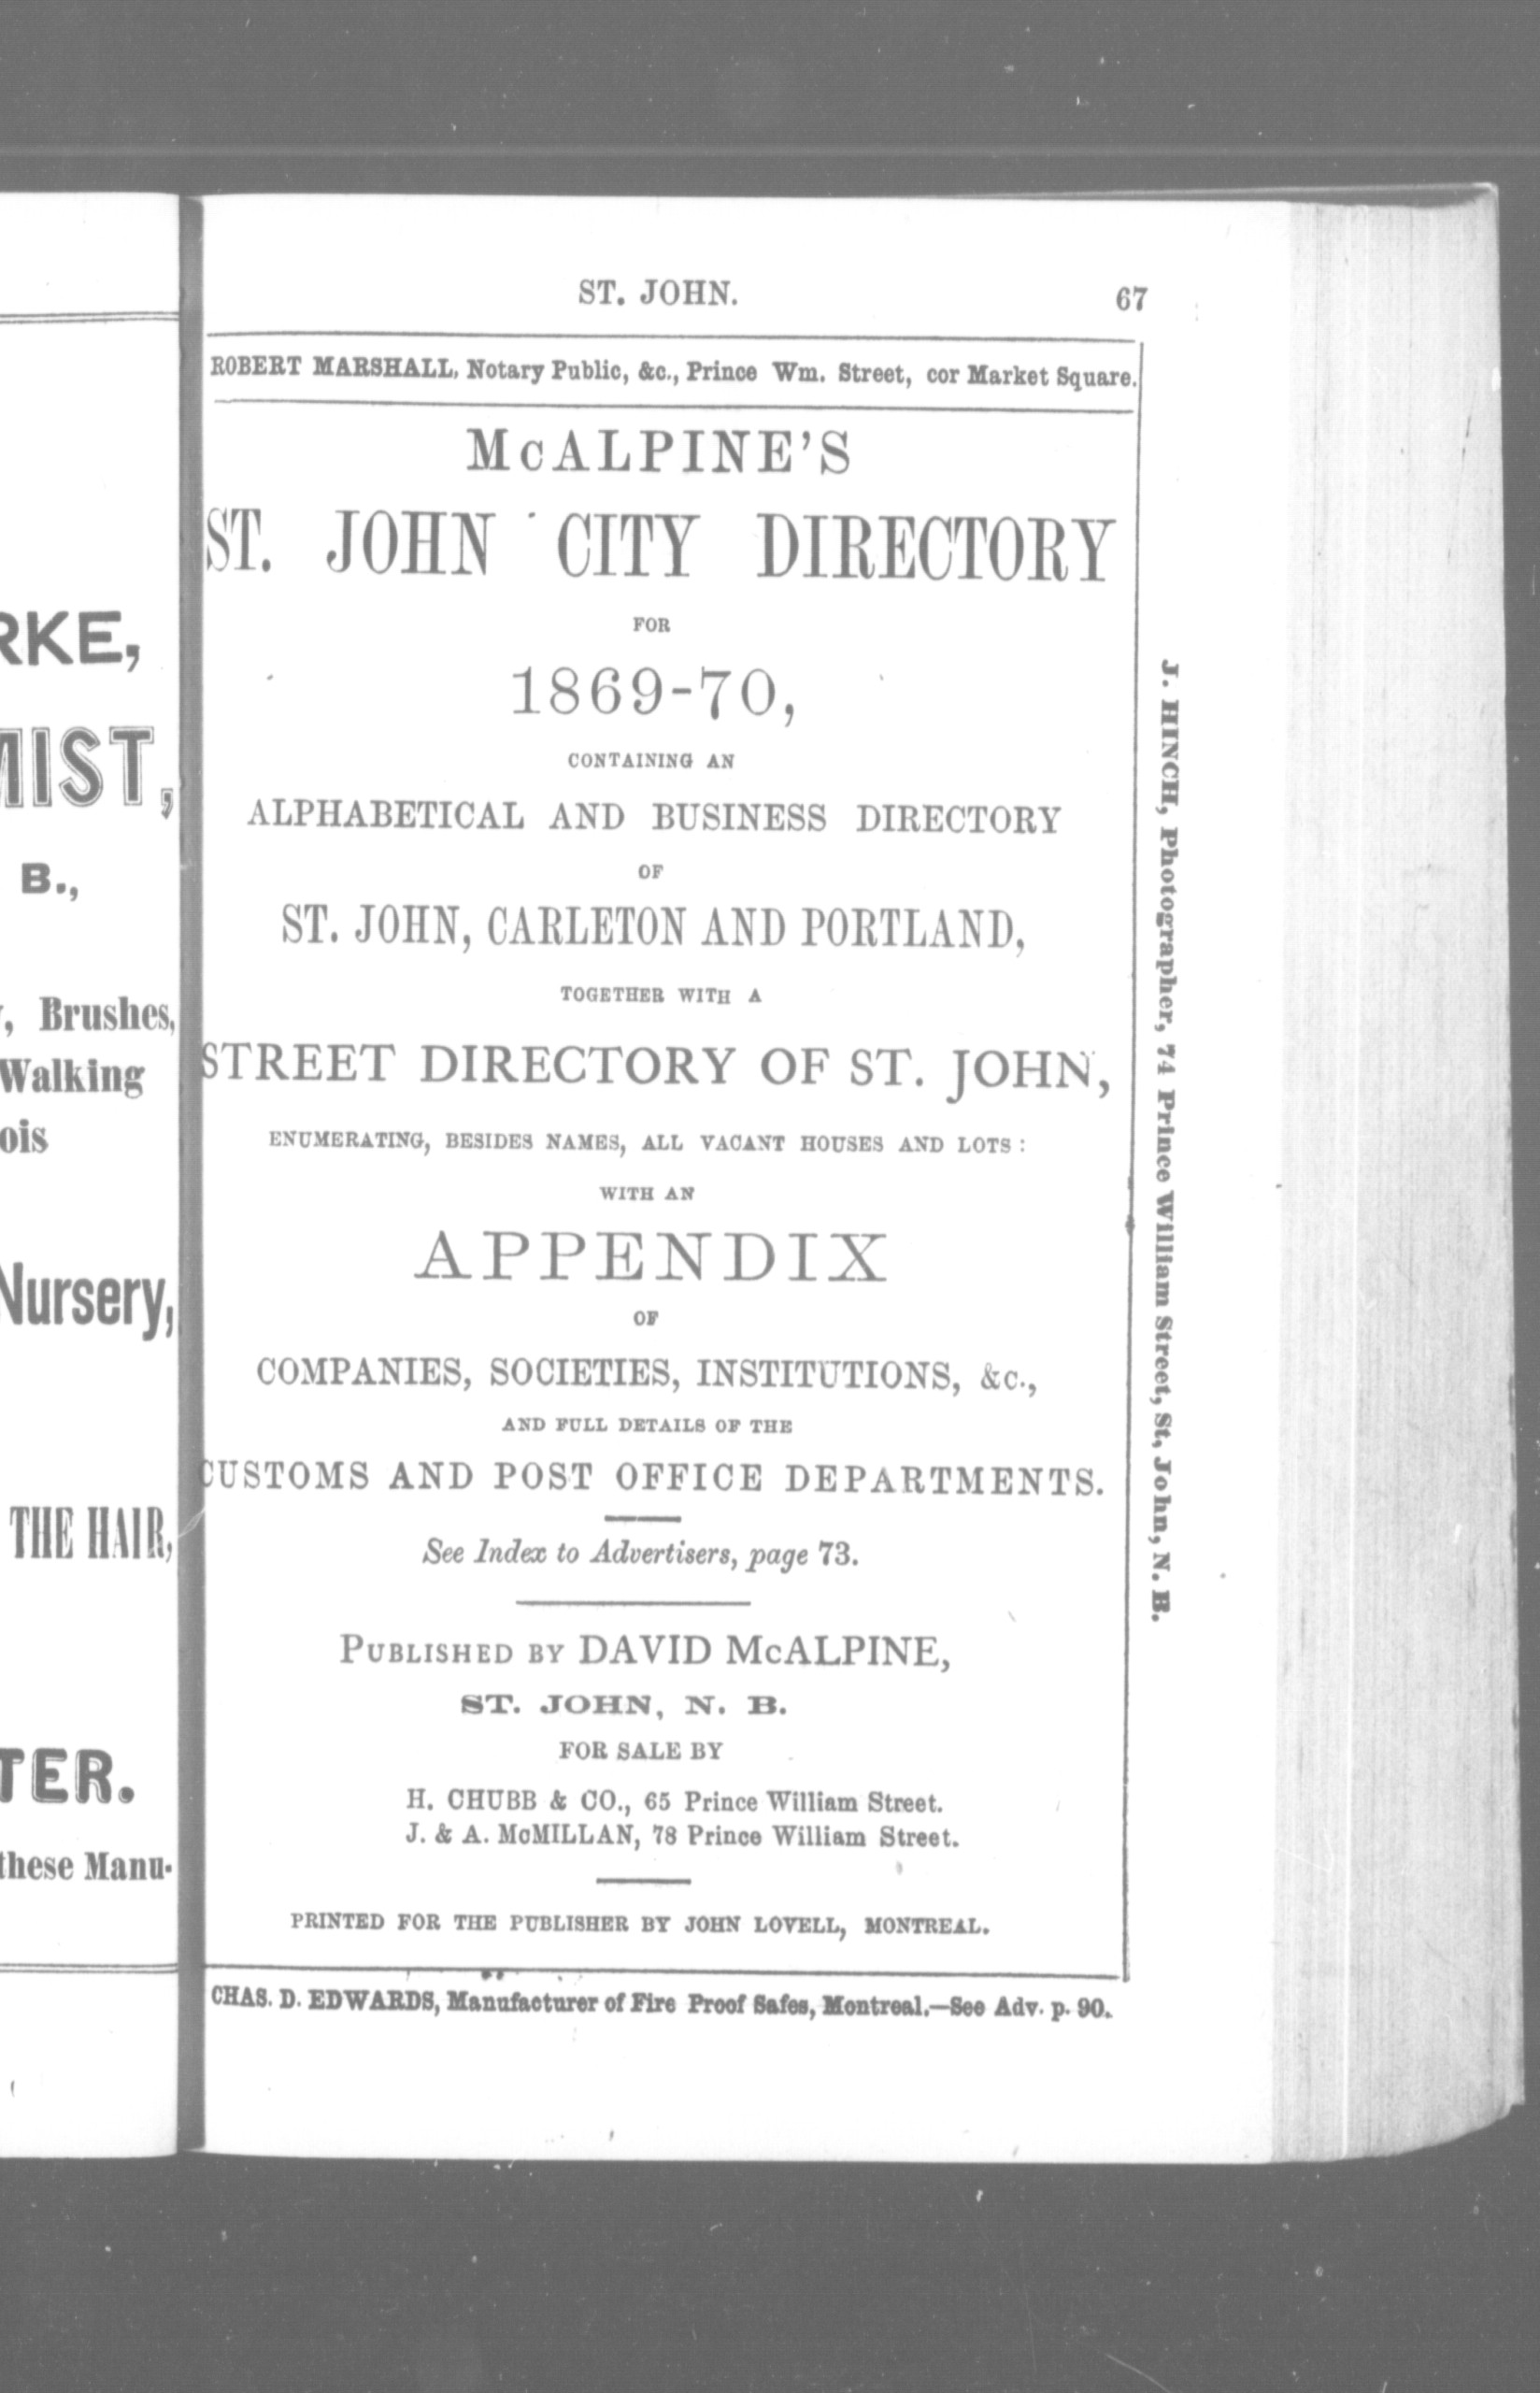 RKE,
MIST,
B.,
, Brushes,
Walking
ois
Nursery,
THE HAIR,
TER.
these Manu-
ST. JOHN.
67
ROBERT MARSHALL, Notary Public, &c., Prince Wm. Street, cor Market Square.
McALPINE'S
ST. JOHN CITY DIRECTORY
FOR
1869-70,
CONTAINING AN
ALPHABETICAL AND BUSINESS DIRECTORY
OF
ST. JOHN, CARLETON AND PORTLAND,
TOGETHER WITH A
STREET DIRECTORY OF ST. JOHN,
ENUMERATING, BESIDES NAMES, ALL VACANT HOUSES AND LOTS:
WITH AN
APPENDIX
OF
COMPANIES, SOCIETIES, INSTITUTIONS, &c.,
AND FULL DETAILS OF THE
CUSTOMS AND POST OFFICE DEPARTMENTS.
See Index to Advertisers, page 73.
PUBLISHED BY DAVID McALPINE,
ST. JOHN, N. B.
FOR SALE BY
H. CHUBB & CO., 65 Prince William Street.
J. & A. McMILLAN, 78 Prince William Street.
PRINTED FOR THE PUBLISHER BY JOHN LOVELL, MONTREAL.
CHAS. D. EDWARDS, Manufacturer of Fire Proof Safes, Montreal.—See Adv. p. 90.
J. HINCH, Photographer, 74 Prince William Street, St, John, N. B.